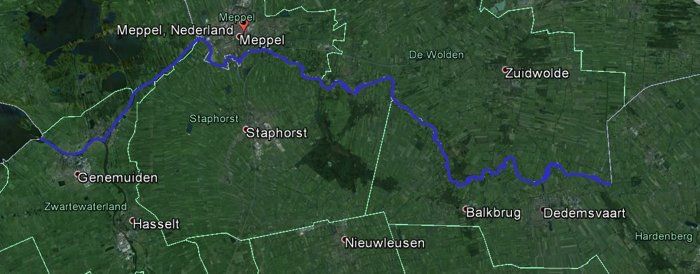 Meppel
Meppel, Nederland
Meppel
De Wolden
Zuidwolde
Staphorst
Staphorst
Genemuiden
Zwartewaterland
Hasselt
Balkbrug
Dedemsvaart
Hardenberg
Nieuwleusen